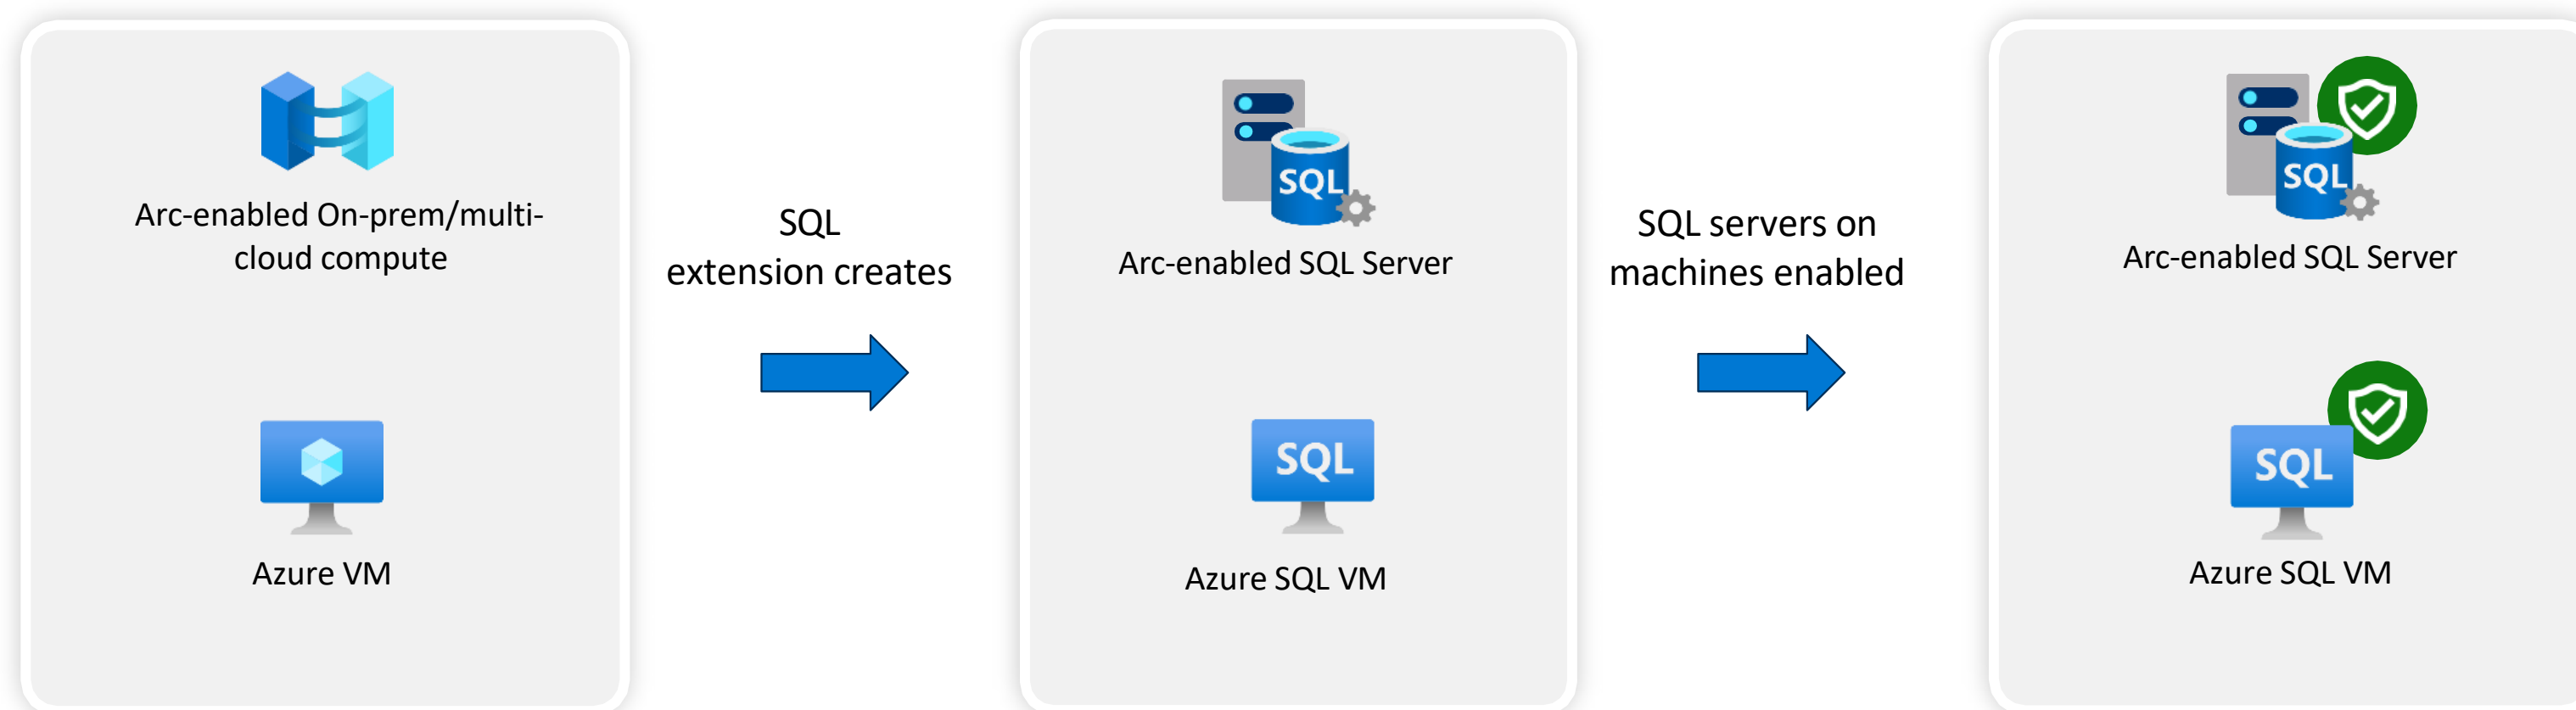 Arc-enabled On-prem/multi-
cloud compute
Azure VM
SQL
extension creates
SQL
Arc-enabled SQL Server
SQL
Azure SQL VM
SQL servers on
machines enabled
SQL
Arc-enabled SQL Server
SQL
Azure SQL VM